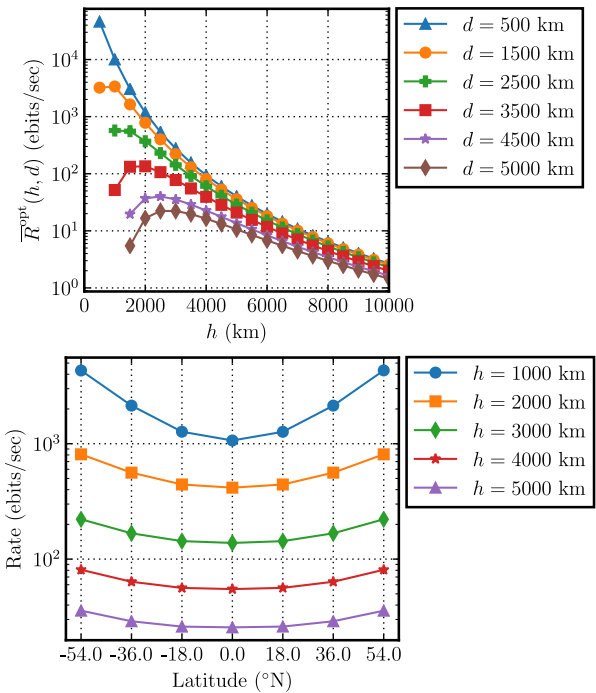 R̅^opt(h, d) (ebits/sec)
10^4
10^3
10^2
10^1
10^0
0 2000 4000 6000 8000 10000
h (km)
d = 500 km
d = 1500 km
d = 2500 km
d = 3500 km
d = 4500 km
d = 5000 km
Rate (ebits/sec)
10^3
10^2
-54.0 -36.0 -18.0 0.0 18.0 36.0 54.0
Latitude (°N)
h = 1000 km
h = 2000 km
h = 3000 km
h = 4000 km
h = 5000 km